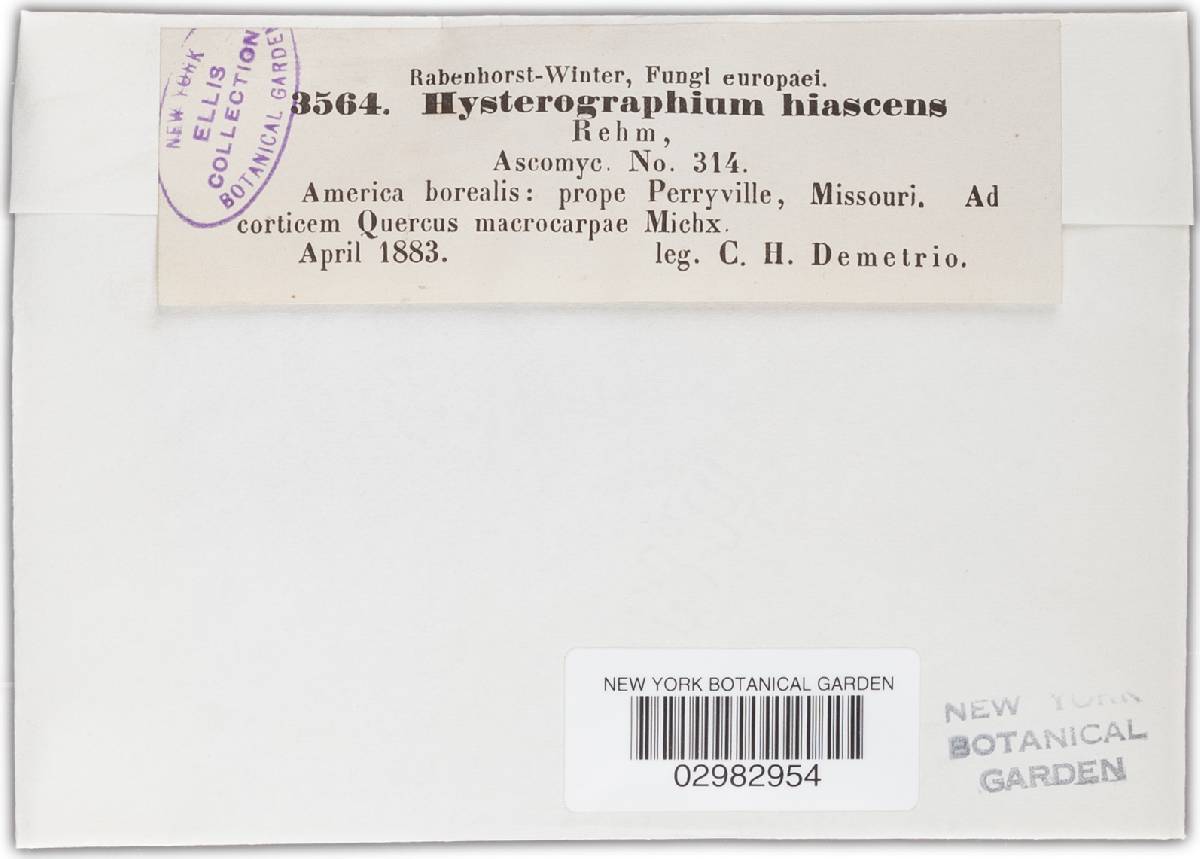 NEW YORK
ELLIS
COLLECTION
BOTANICAL GARDEN
Rabenhorst-Winter, Fungi europaei.
3564. Hysterographium hiascens
Rehm,
Ascomyc. No. 314.
America borealis: prope Perryville, Missouri. Ad
corticem Quercus macrocarpae Michx.
April 1883. leg. C. H. Demetrio.
NEW YORK BOTANICAL GARDEN
02982954
NEW YORK
BOTANICAL
GARDEN